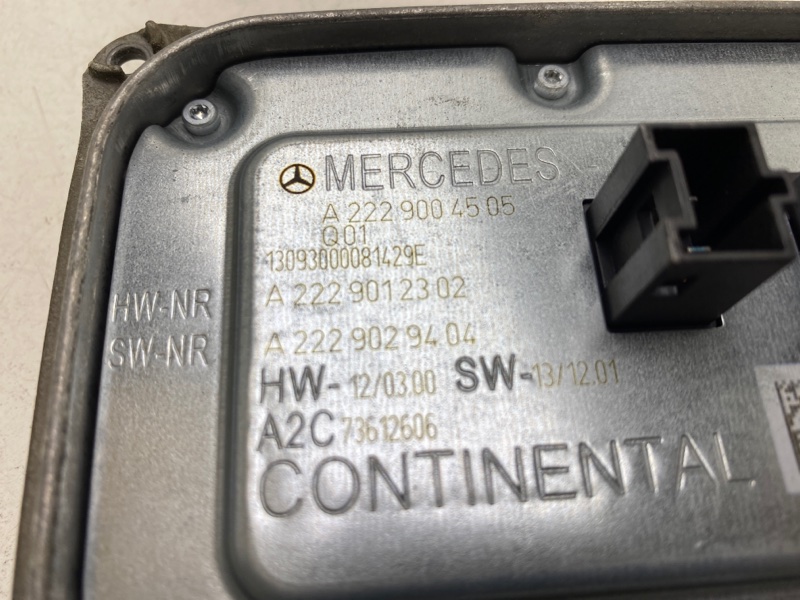 MERCEDES-
A 222 900 45 05
Q01
13093000081429E
HW-NR A 222 901 23 02
SW-NR A 222 902 94 04
HW- 12/03.00 SW- 13/12.01
A2C 73612606
CONTINENTAL